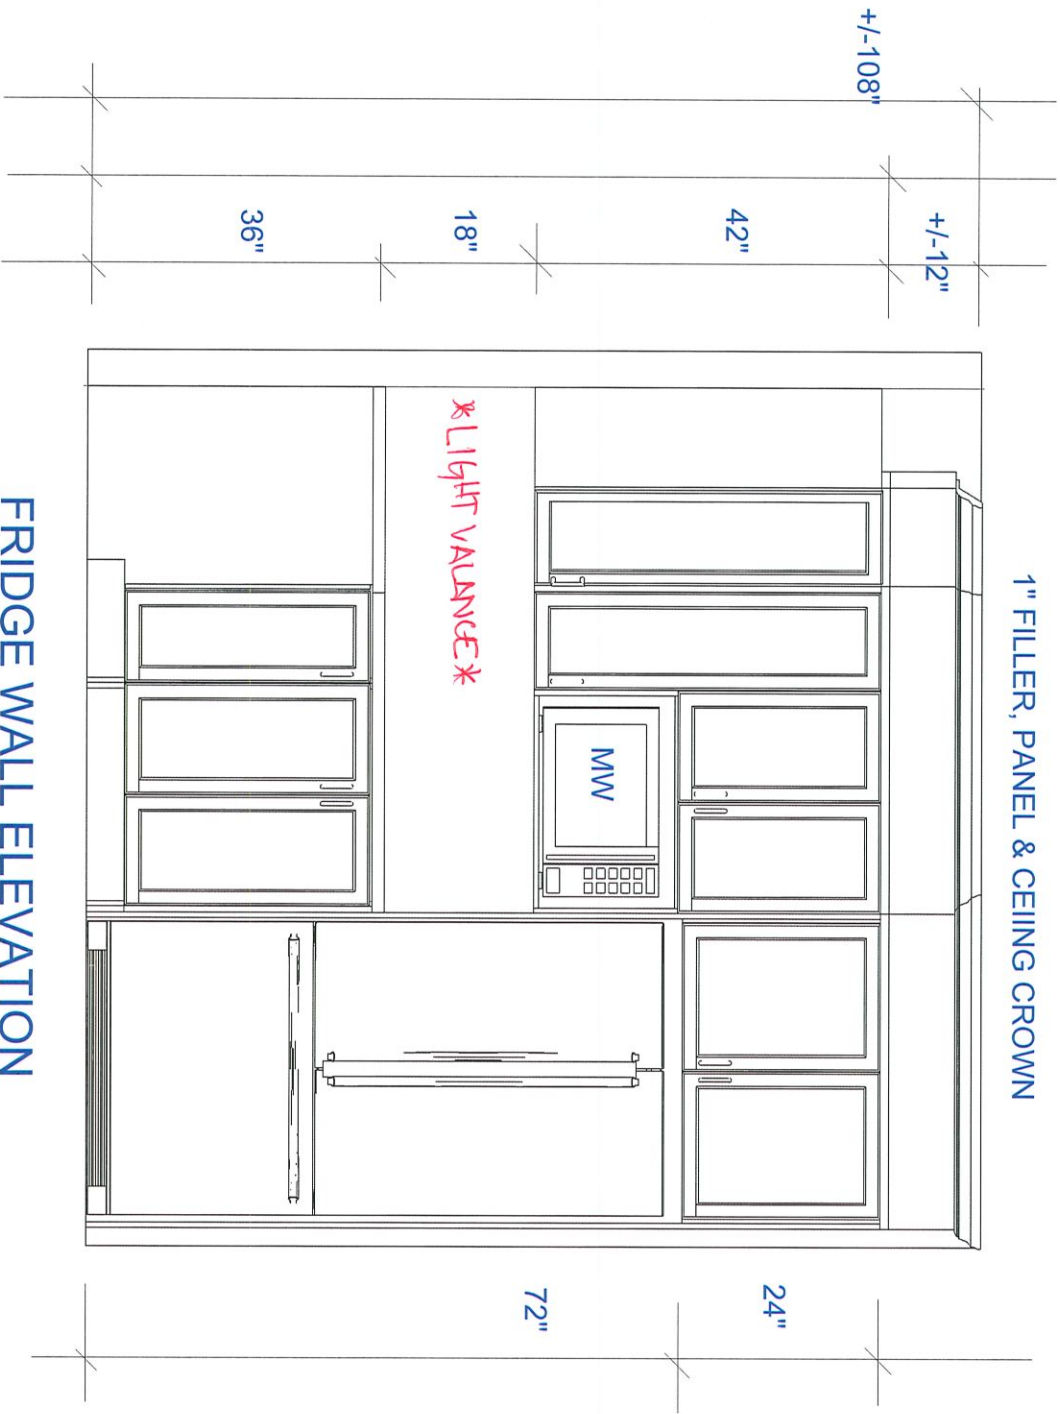 1" FILLER, PANEL & CEIING CROWN
+/-108"
+/-12"
42"
18"
36"
*LIGHT VALANCE*
MW
24"
72"
FRIDGE WALL ELEVATION